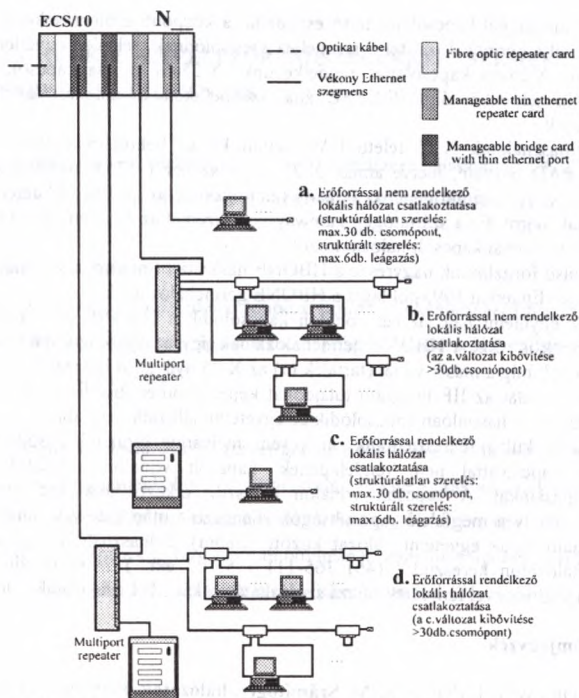 ECS/10
N
Optikai kábel
Vékony Ethernet
szegmens
Fibre optic repeater card
Manageable thin ethernet
repeater card
Manageable bridge card
with thin ethernet port
a. Erőforrással nem rendelkező
lokális hálózat csatlakoztatása
(struktúrálatlan szerelés:
max.30 db. csomópont,
struktúrált szerelés:
max.6db. leágazás)
Multiport
repeater
b. Erőforrással nem rendelkező
lokális hálózat
csatlakoztatása
(az a.változat kibővítése
>30db.csomópont)
c. Erőforrással rendelkező
lokális hálózat
csatlakoztatása
(struktúrálatlan szerelés:
max.30 db. csomópont,
struktúrált szerelés:
max.6db. leágazás)
Multiport
repeater
d. Erőforrással rendelkező
lokális hálózat
csatlakoztatása
(a c.változat kibővítése
>30db.csomópont)